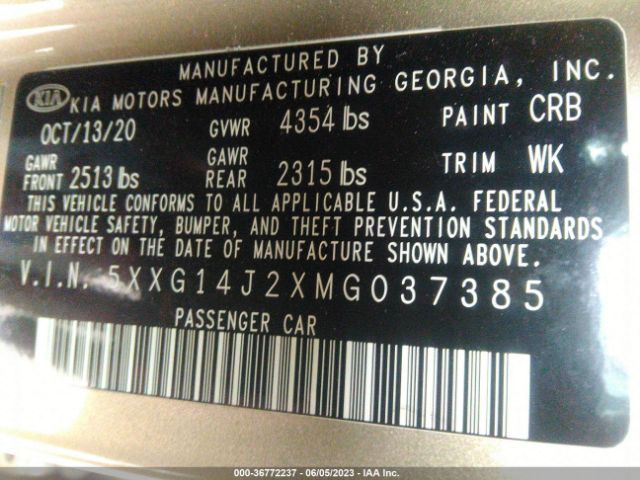 MANUFACTURED BY
KIA KIA MOTORS MANUFACTURING GEORGIA, INC.
OCT/13/20 GVWR 4354 lbs PAINT CRB
GAWR FRONT 2513 lbs GAWR REAR 2315 lbs TRIM WK
THIS VEHICLE CONFORMS TO ALL APPLICABLE U.S.A. FEDERAL
MOTOR VEHICLE SAFETY, BUMPER, AND THEFT PREVENTION STANDARDS
IN EFFECT ON THE DATE OF MANUFACTURE SHOWN ABOVE.
V.I.N. 5XXG14J2XMG037385
PASSENGER CAR
000-36772237 - 06/05/2023 - IAA Inc.